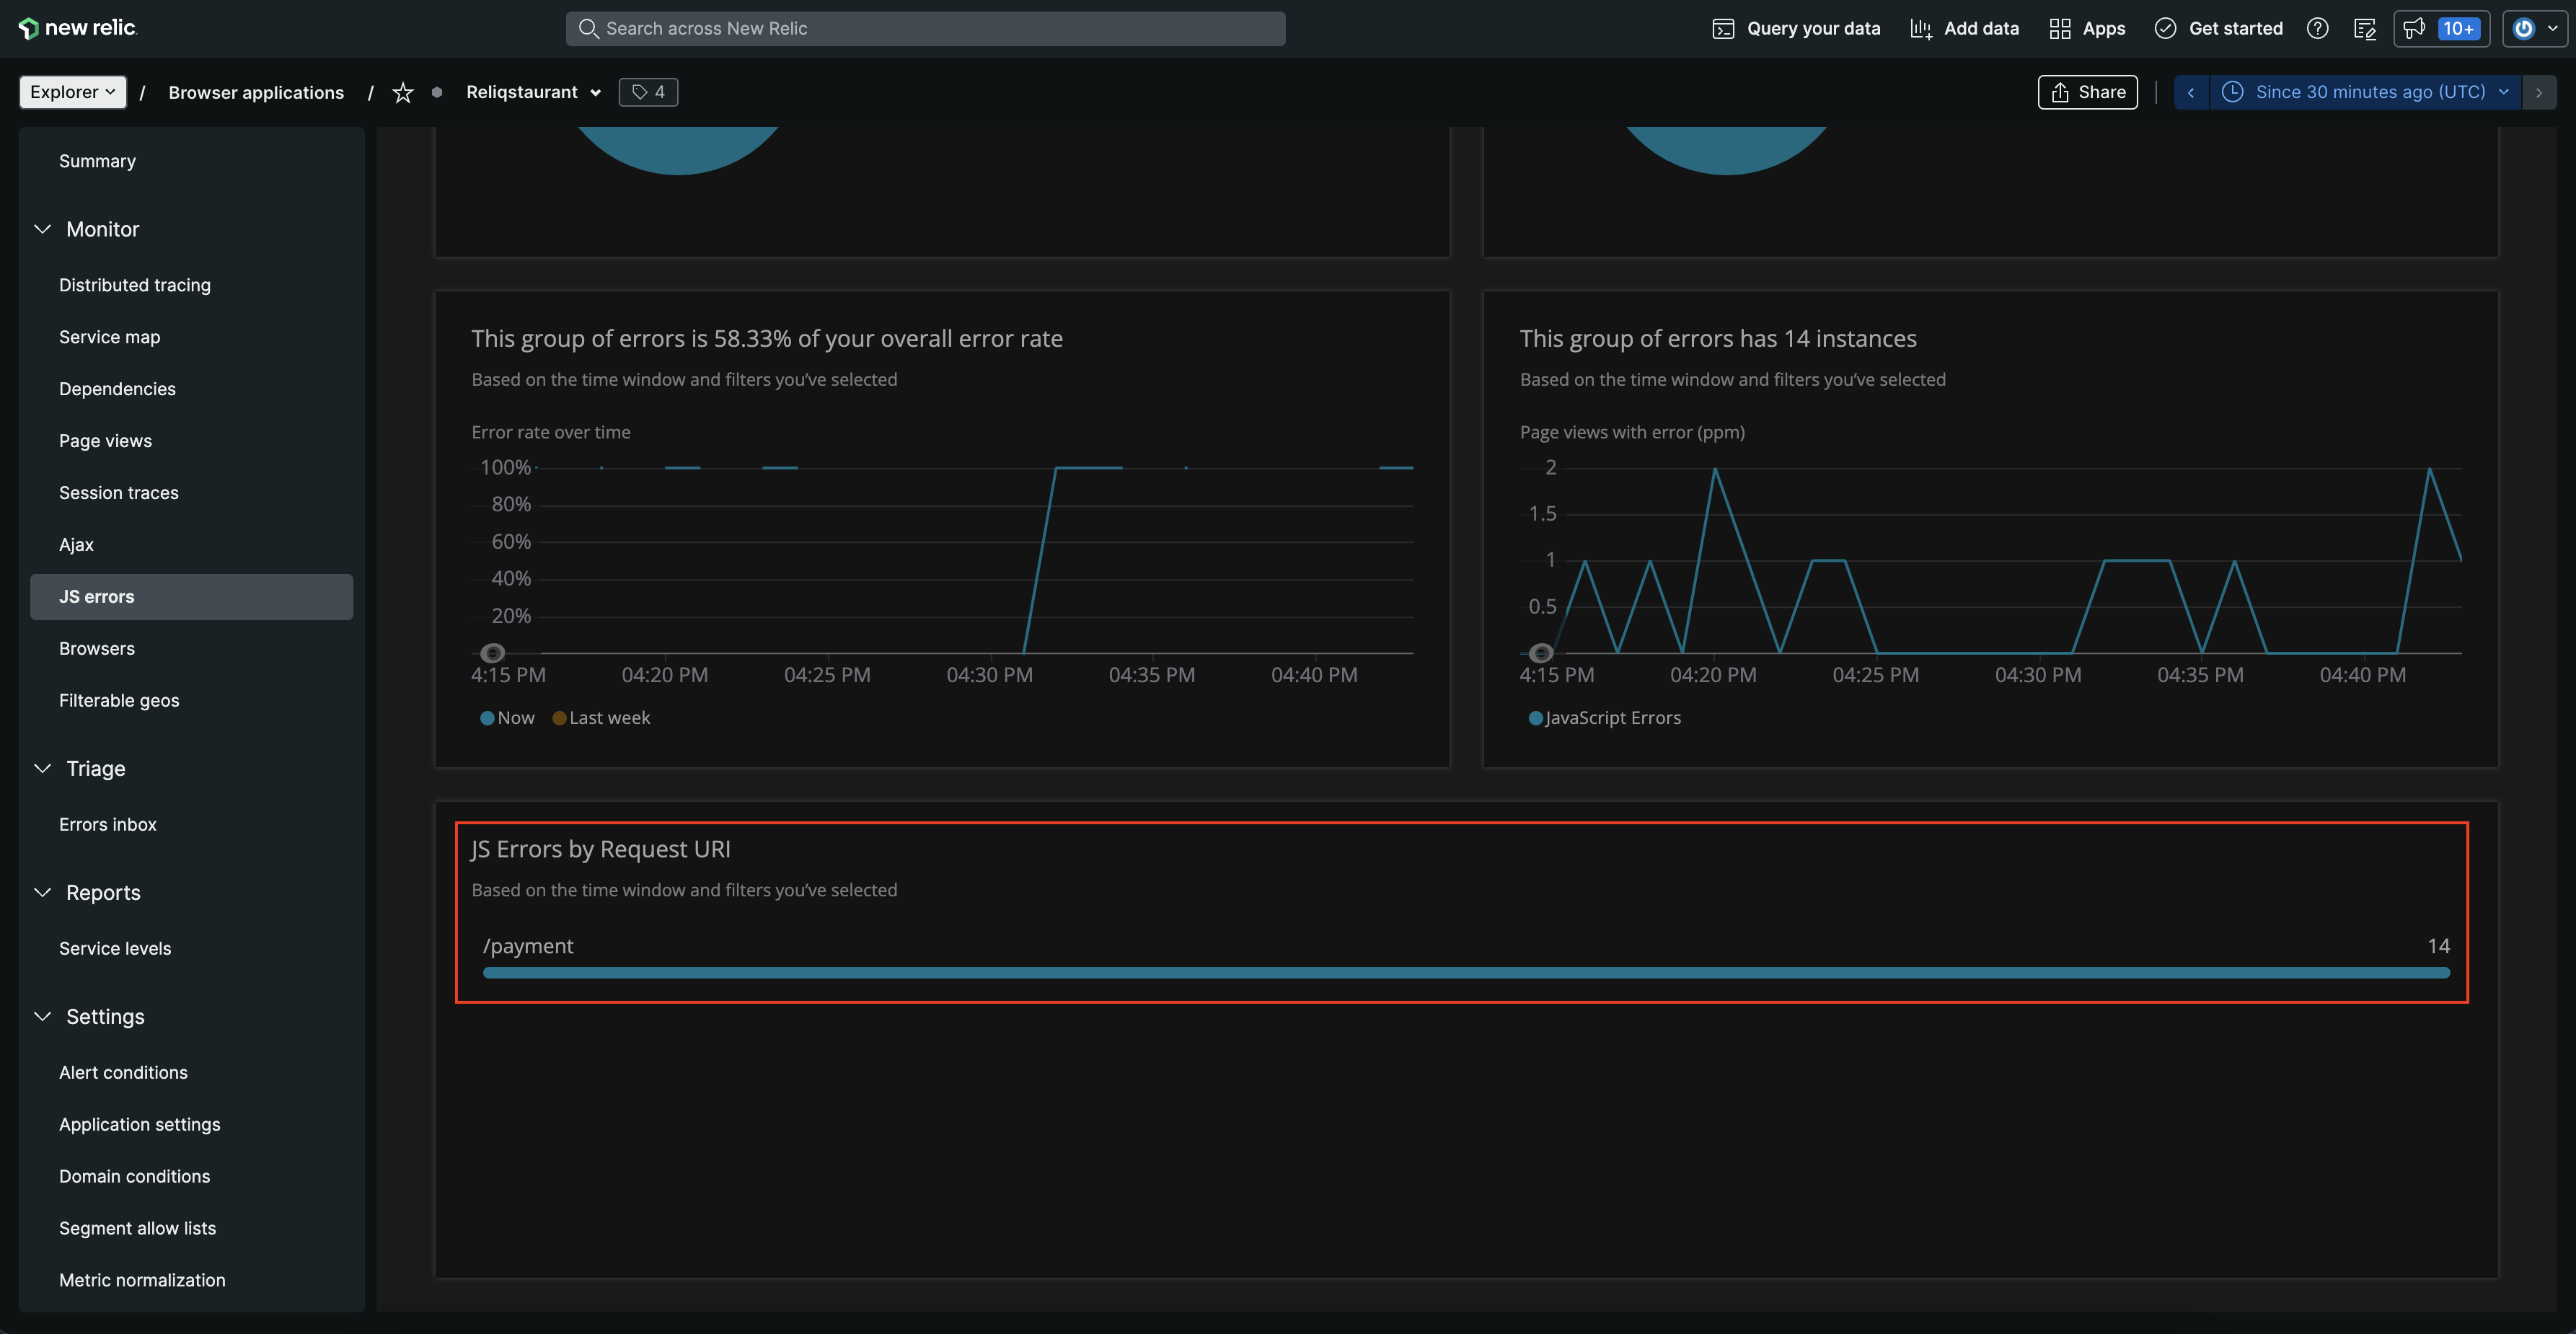 new relic.
Search across New Relic
Query your data
Add data
Apps
Get started
10+
Explorer
/
Browser applications
/
Reliqstaurant
4
Share
Since 30 minutes ago (UTC)
Summary
Monitor
Distributed tracing
Service map
Dependencies
Page views
Session traces
Ajax
JS errors
Browsers
Filterable geos
Triage
Errors inbox
Reports
Service levels
Settings
Alert conditions
Application settings
Domain conditions
Segment allow lists
Metric normalization
This group of errors is 58.33% of your overall error rate
Based on the time window and filters you’ve selected
Error rate over time
100%
80%
60%
40%
20%
4:15 PM 04:20 PM 04:25 PM 04:30 PM 04:35 PM 04:40 PM
Now Last week
This group of errors has 14 instances
Based on the time window and filters you’ve selected
Page views with error (ppm)
2
1.5
1
0.5
4:15 PM 04:20 PM 04:25 PM 04:30 PM 04:35 PM 04:40 PM
JavaScript Errors
JS Errors by Request URI
Based on the time window and filters you’ve selected
/payment 14